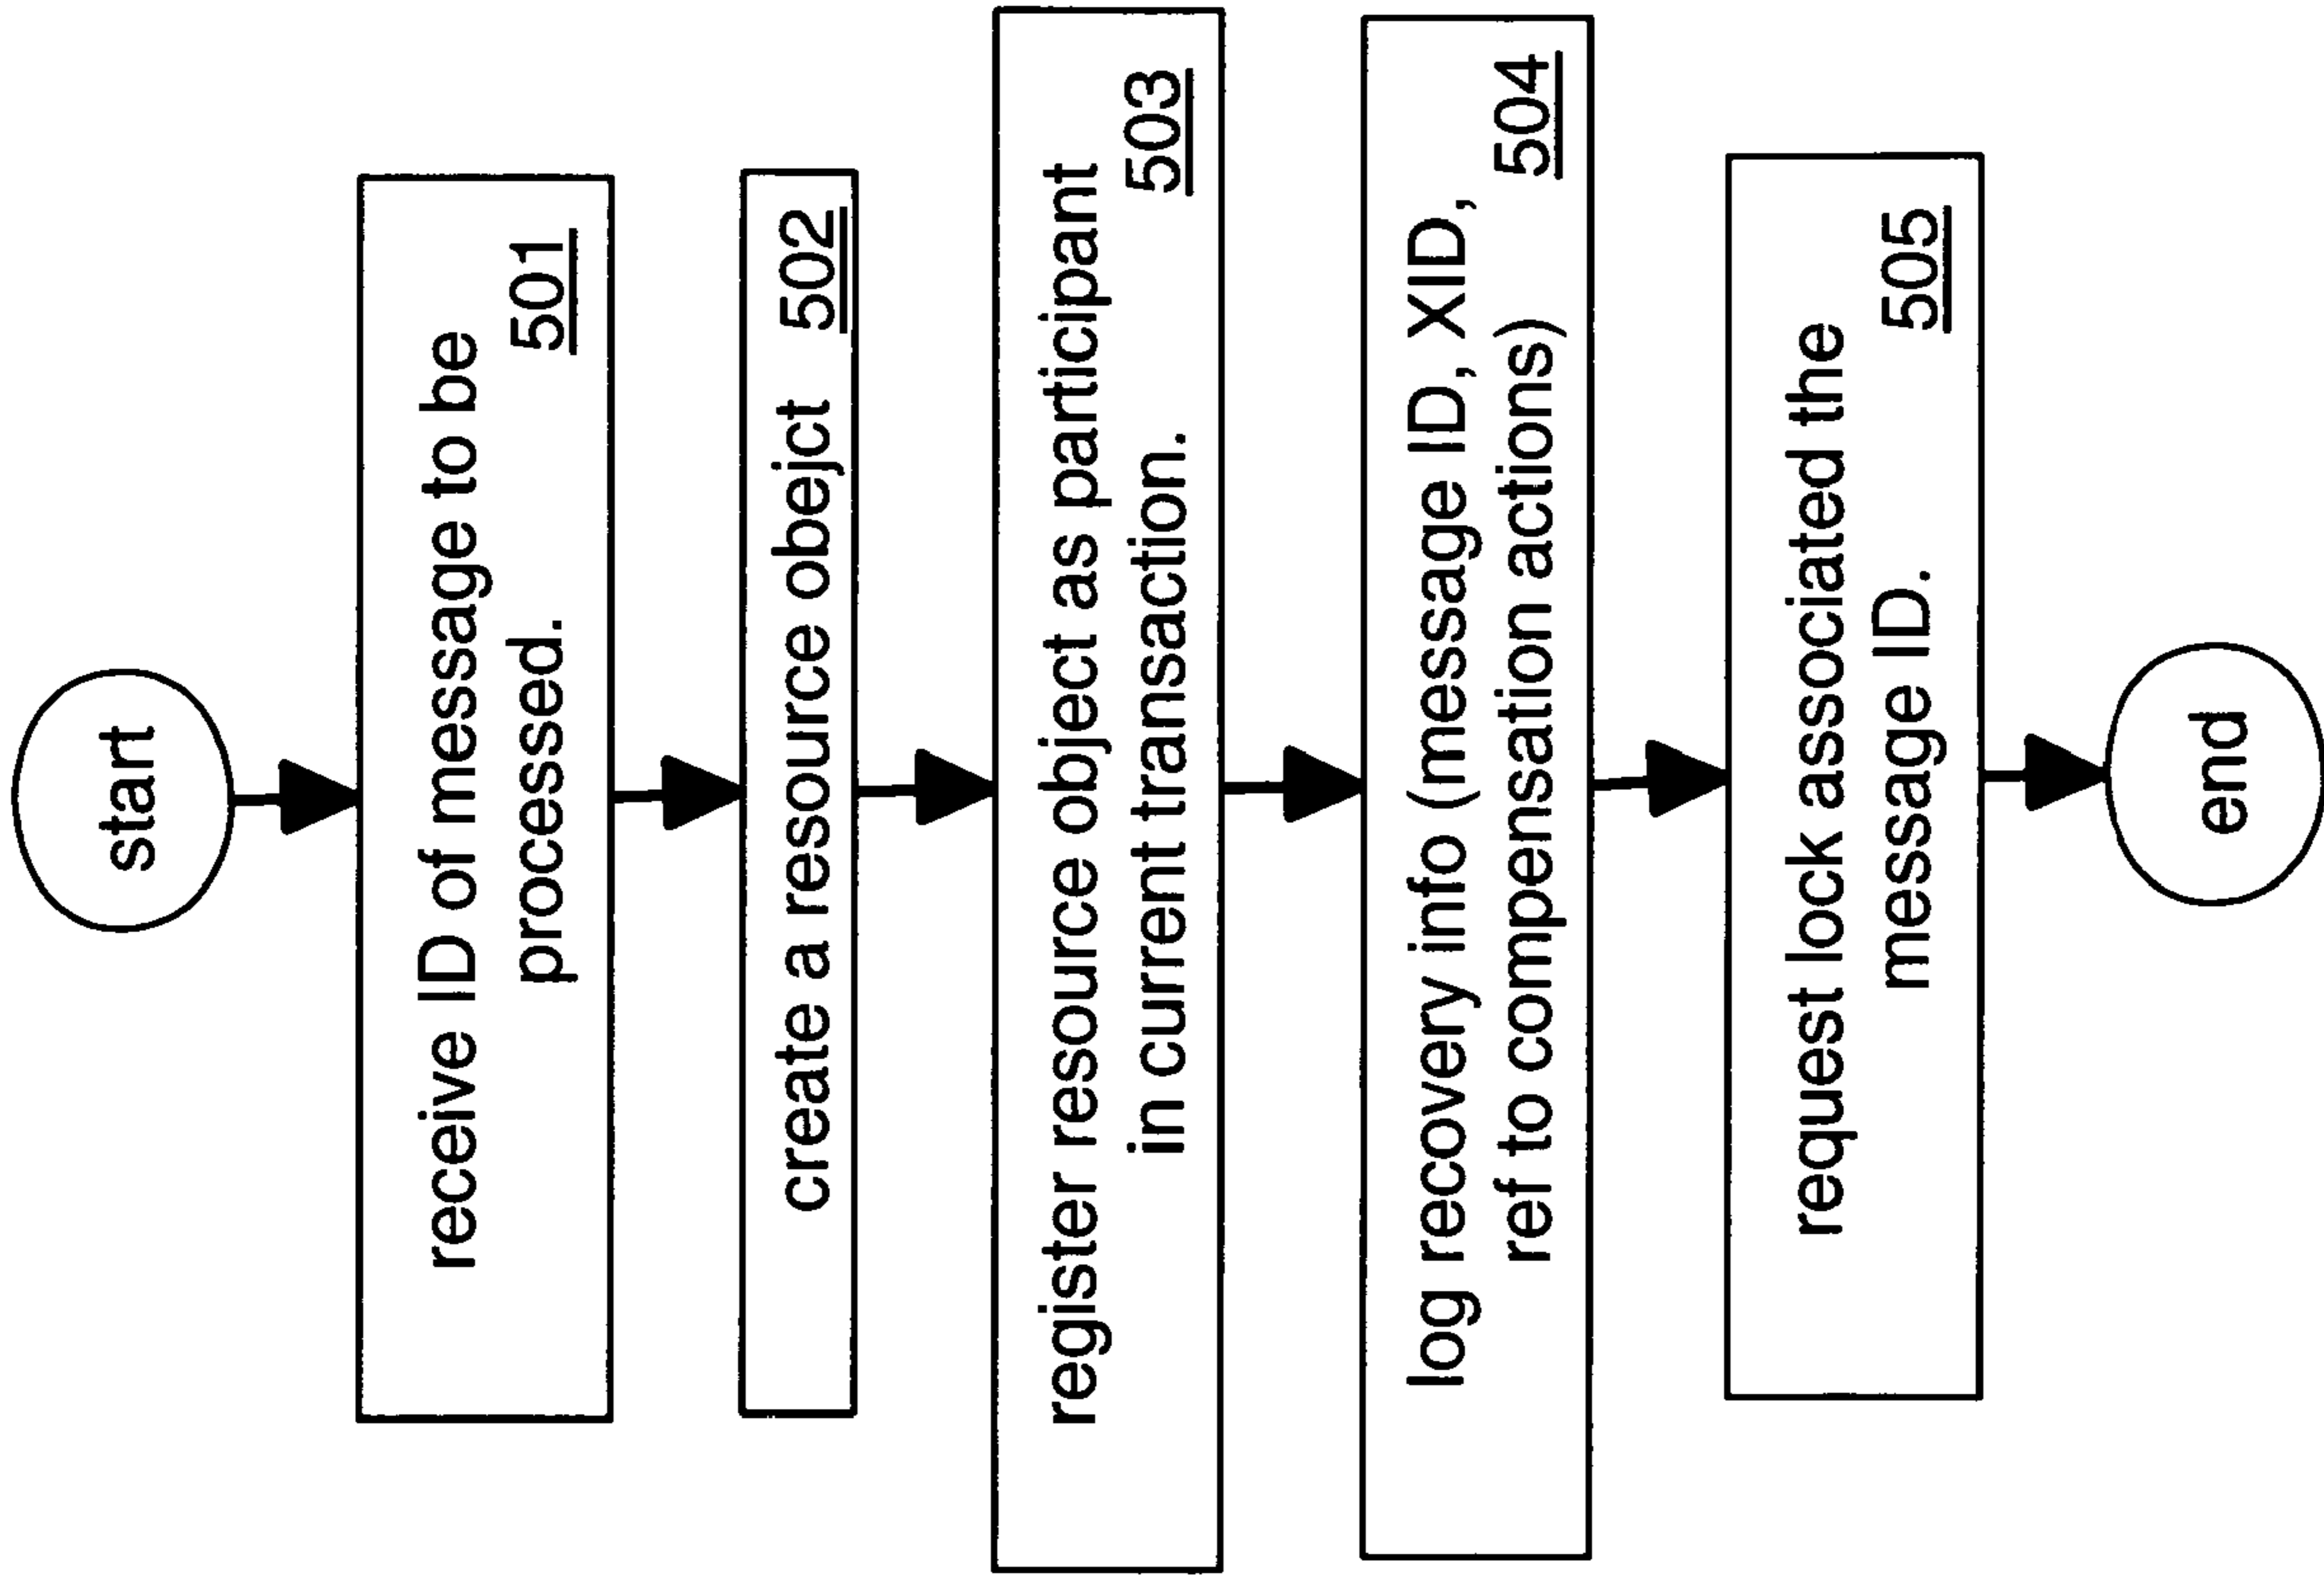 start
receive ID of message to be
processed.
501
create a resource obejct 502
register resource object as participant
in current transaction.
503
log recovery info (message ID, XID,
ref to compensation actions)
504
request lock associated the
message ID.
505
end